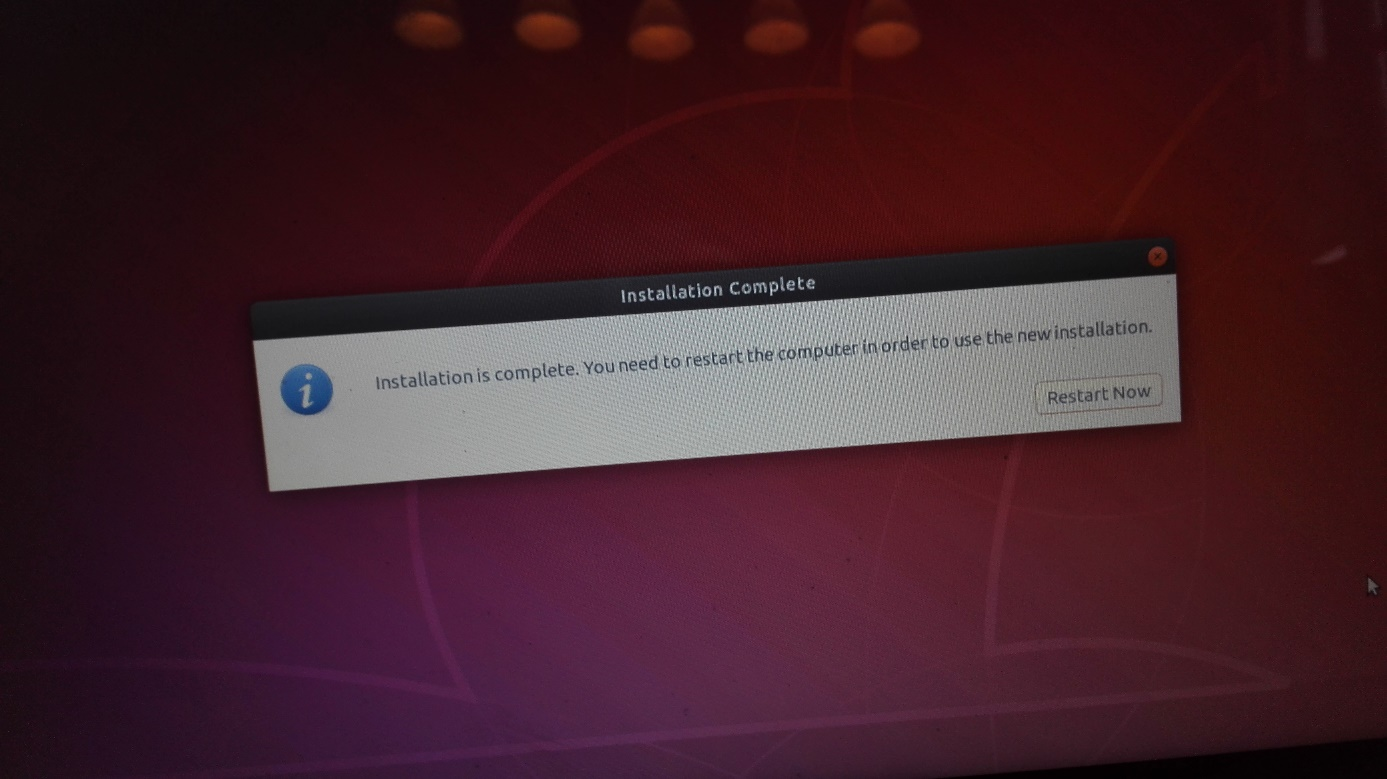 Installation Complete
Installation is complete. You need to restart the computer in order to use the new installation.
Restart Now